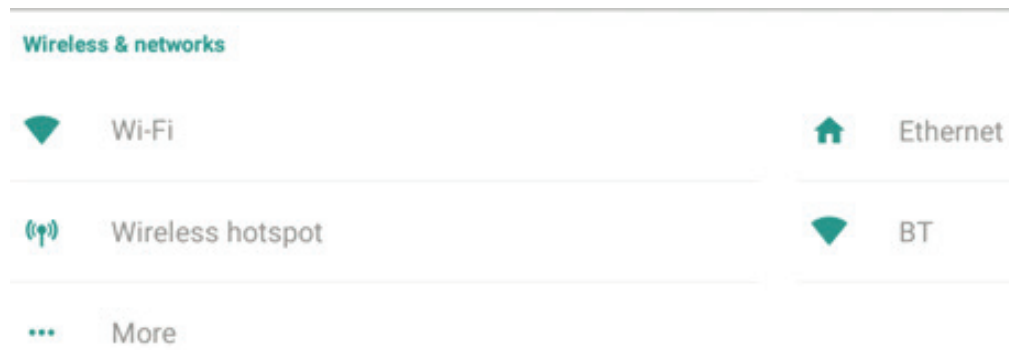 Wireless & networks
Wi-Fi
Ethernet
Wireless hotspot
BT
More